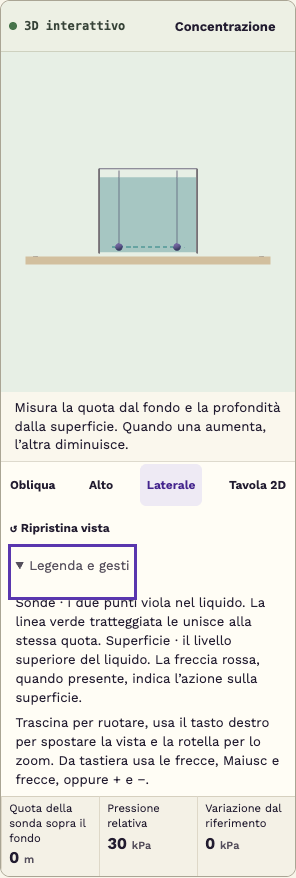 3D interattivo
Concentrazione
Misura la quota dal fondo e la profondità
dalla superficie. Quando una aumenta,
l’altra diminuisce.
Obliqua
Alto
Laterale
Tavola 2D
↺ Ripristina vista
▼ Legenda e gesti
Sonde · i due punti viola nel liquido. La
linea verde tratteggiata le unisce alla
stessa quota. Superficie · il livello
superiore del liquido. La freccia rossa,
quando presente, indica l’azione sulla
superficie.
Trascina per ruotare, usa il tasto destro
per spostare la vista e la rotella per lo
zoom. Da tastiera usa le frecce, Maiusc e
frecce, oppure + e −.
Quota della
sonda sopra il
fondo
0 m
Pressione
relativa
30 kPa
Variazione dal
riferimento
0 kPa